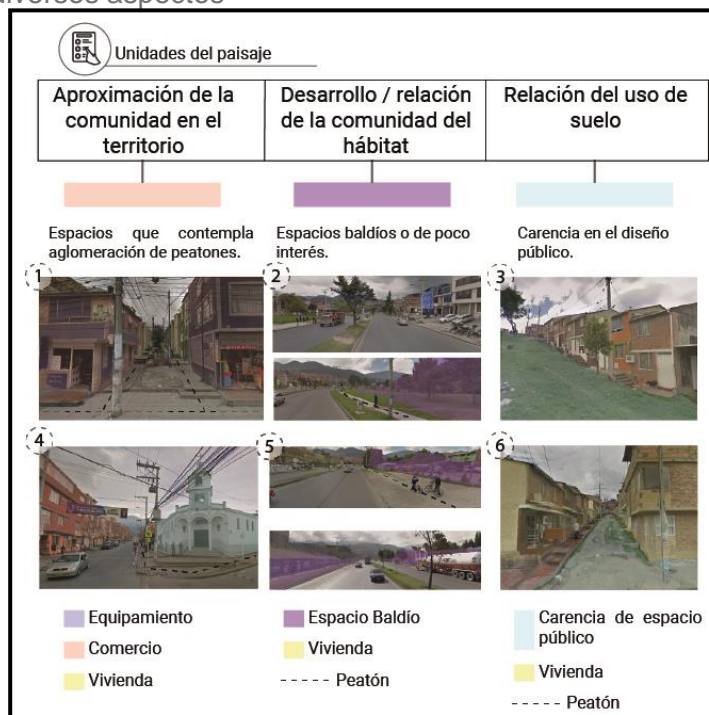 diversos aspectos
Unidades del paisaje
Aproximación de la
comunidad en el
territorio
Desarrollo / relación
de la comunidad del
hábitat
Relación del uso de
suelo
Espacios que contempla
aglomeración de peatones.
Espacios baldíos o de poco
interés.
Carencia en el diseño
público.
1
2
3
4
5
6
Equipamiento
Comercio
Vivienda
Espacio Baldío
Vivienda
----- Peatón
Carencia de espacio
público
Vivienda
----- Peatón